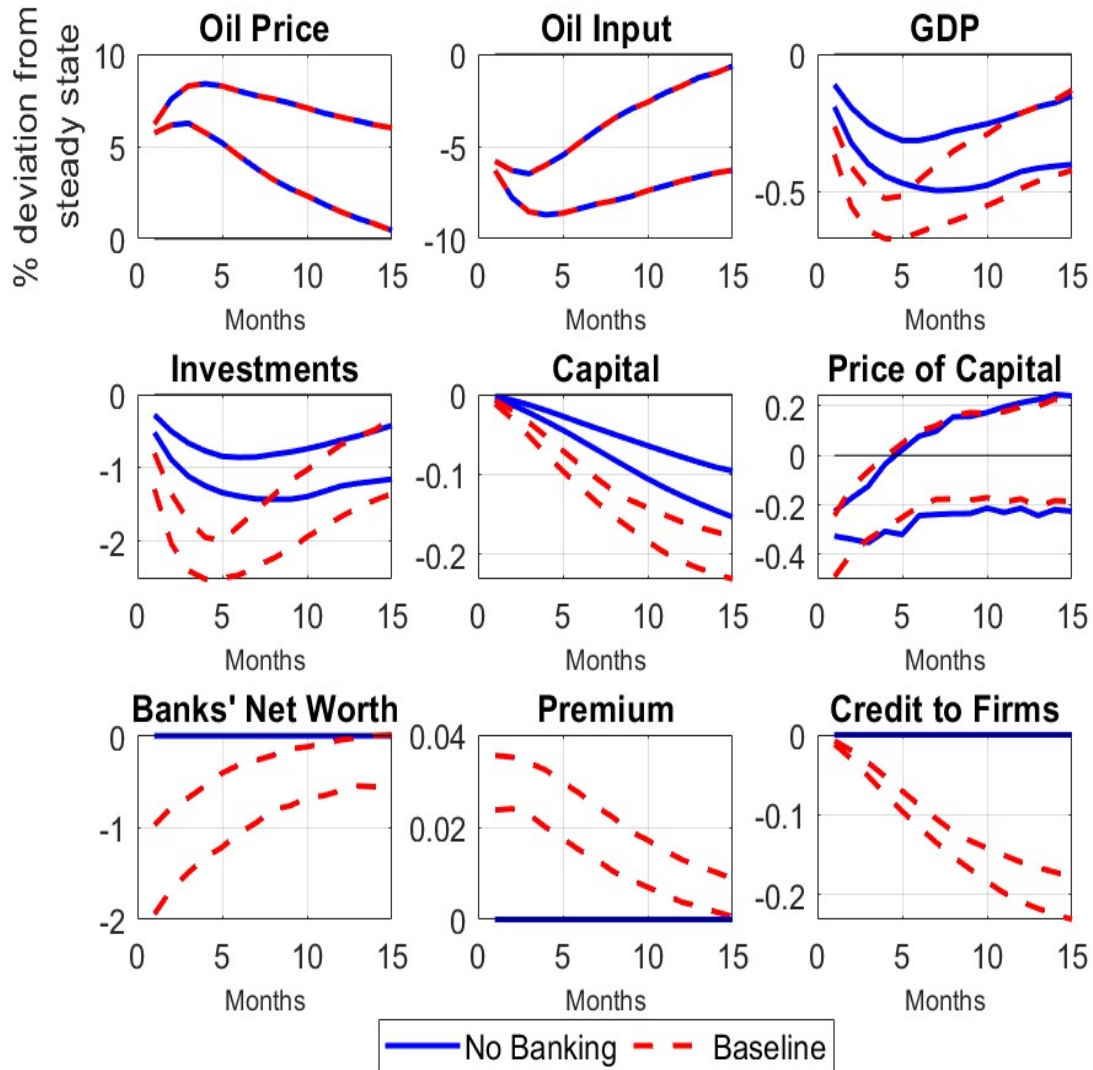 Oil Price
Oil Input
GDP
% deviation from
steady state
10
5
0
0 5 10 15
Months
0
-5
-10
0 5 10 15
Months
0
-0.5
0 5 10 15
Months
Investments
Capital
Price of Capital
0
-1
-2
0 5 10 15
Months
0
-0.1
-0.2
0 5 10 15
Months
0.2
0
-0.2
-0.4
0 5 10 15
Months
Banks' Net Worth
Premium
Credit to Firms
0
-1
-2
0 5 10 15
Months
0.04
0.02
0
0 5 10 15
Months
0
-0.1
-0.2
0 5 10 15
Months
No Banking Baseline